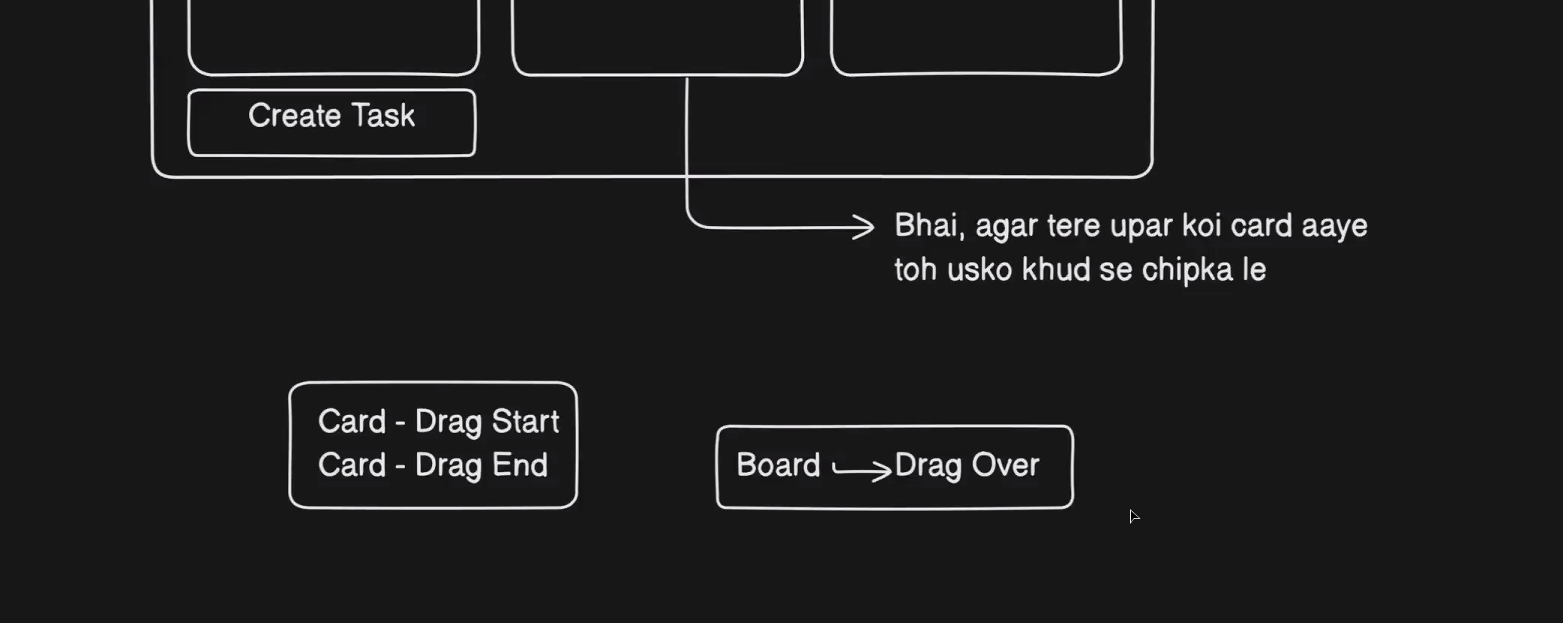 Create Task
Bhai, agar tere upar koi card aaye
toh usko khud se chipka le
Card - Drag Start
Card - Drag End
Board Drag Over